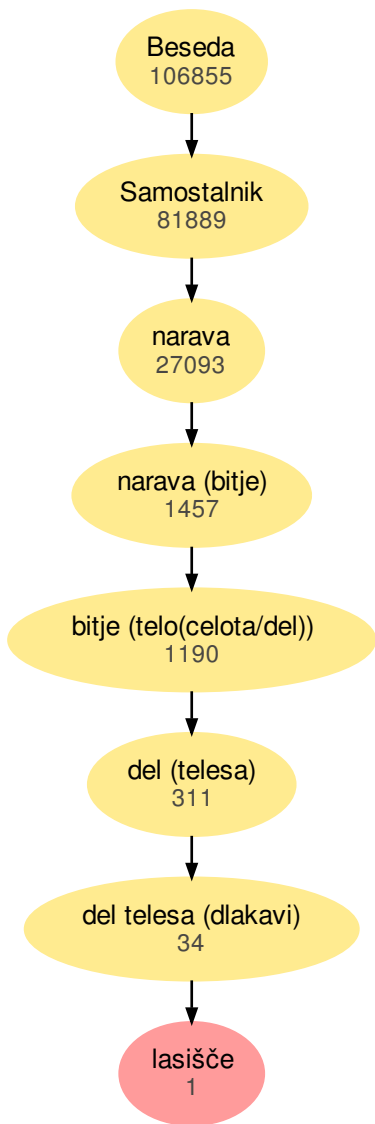 Beseda
106855
Samostalnik
81889
narava
27093
narava (bitje)
1457
bitje (telo(celota/del))
1190
del (telesa)
311
del telesa (dlakavi)
34
lasišče
1